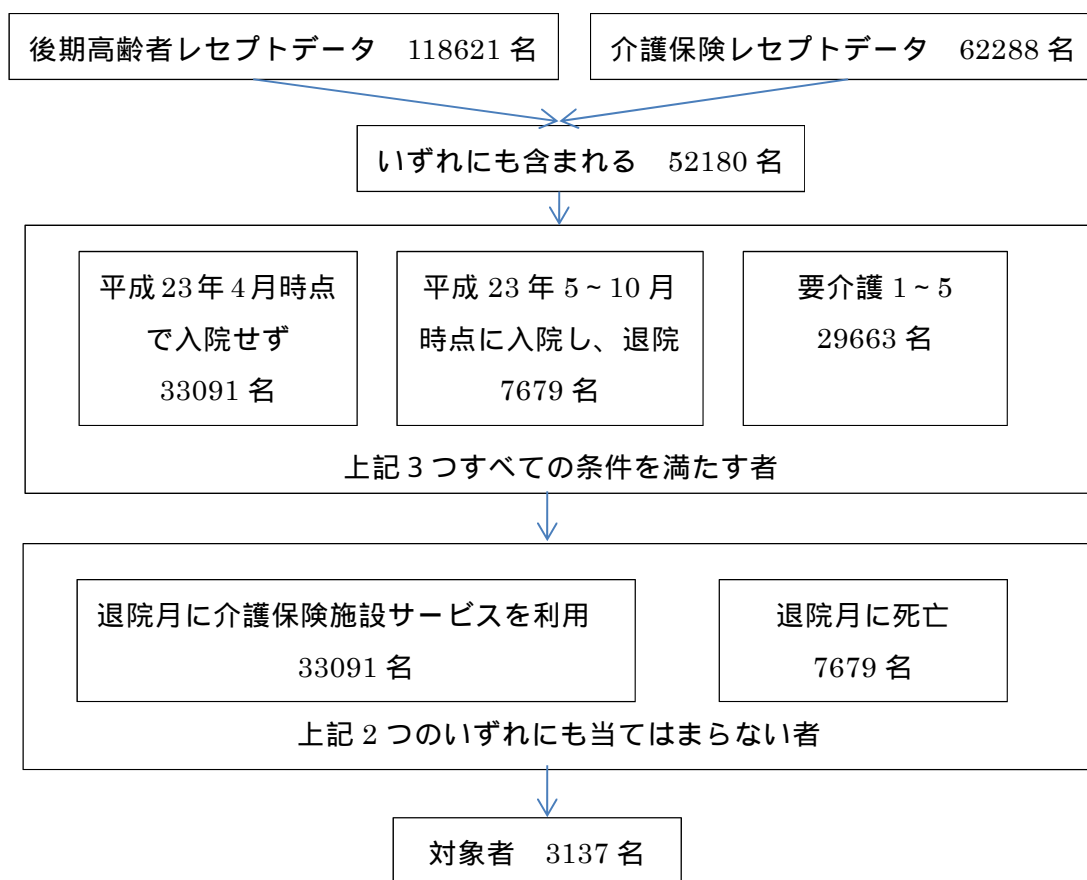 後期高齢者レセプトデータ　118621 名
介護保険レセプトデータ　62288 名
いずれにも含まれる　52180 名
平成 23 年 4 月時点
で入院せず
33091 名
平成 23 年 5~10 月
時点に入院し、退院
7679 名
要介護 1~5
29663 名
上記３つすべての条件を満たす者
退院月に介護保険施設サービスを利用
33091 名
退院月に死亡
7679 名
上記 2 つのいずれにも当てはまらない者
対象者　3137 名